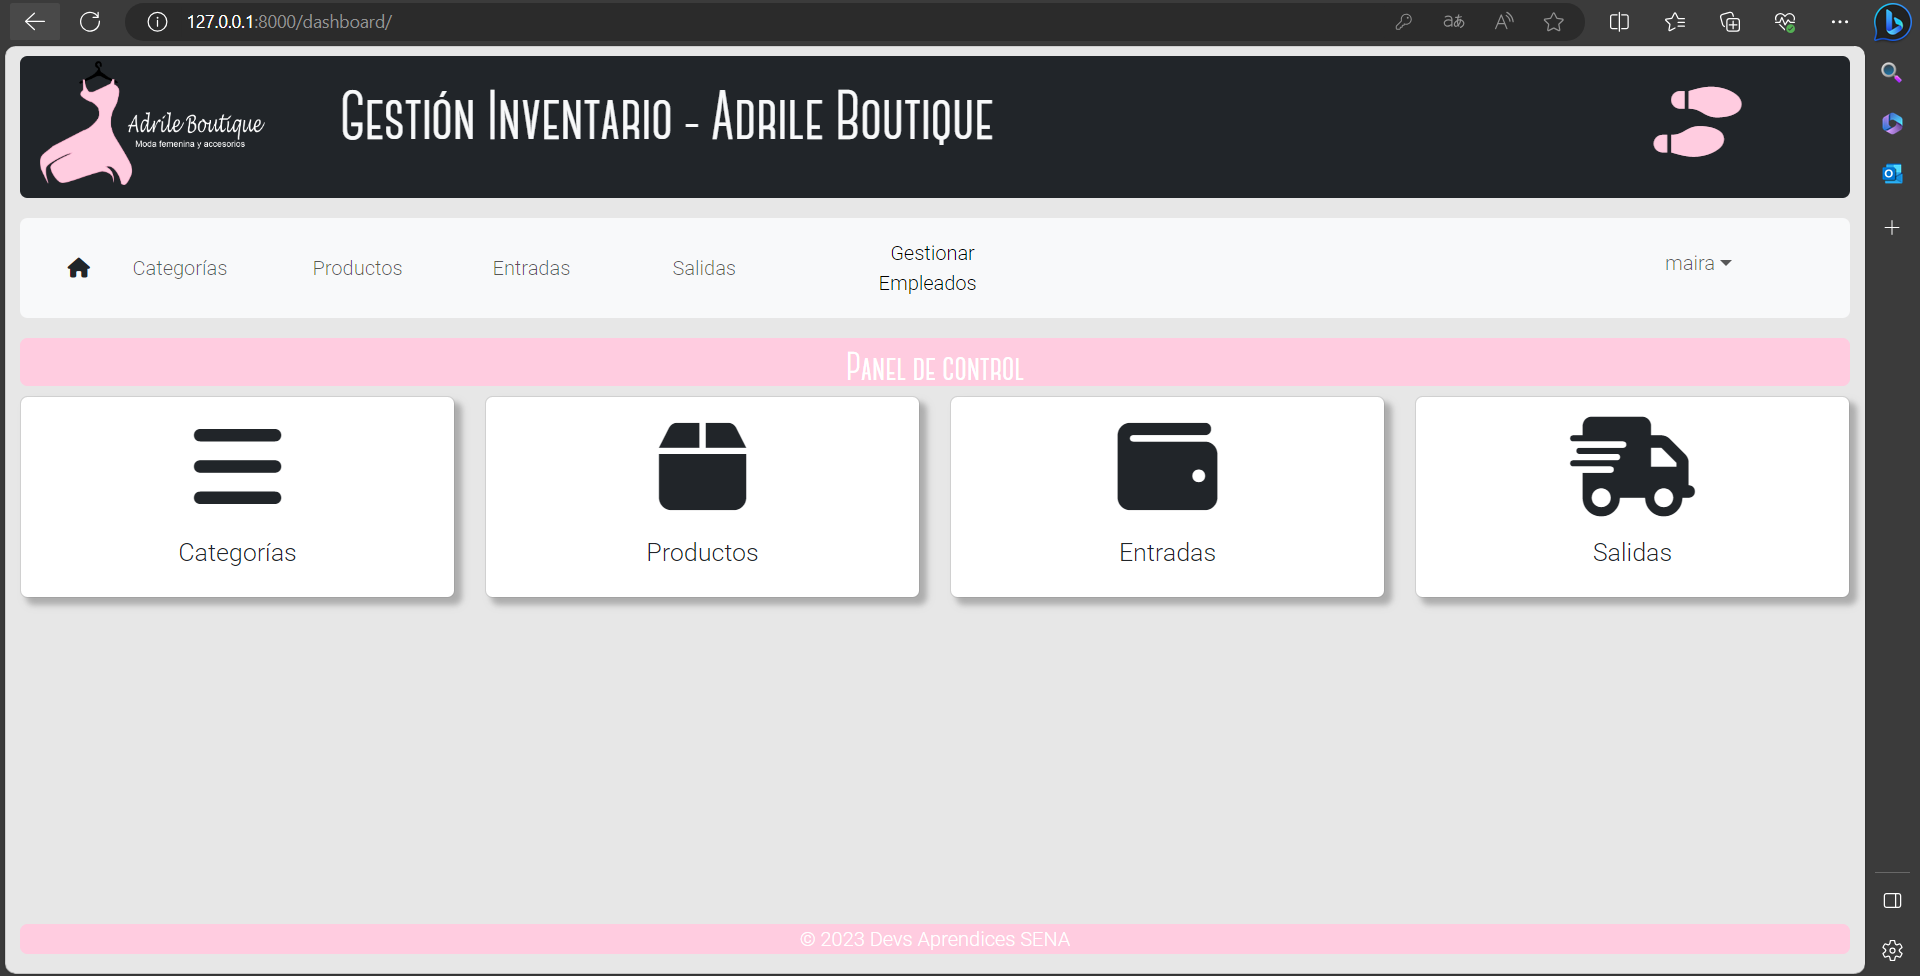 127.0.0.1:8000/dashboard/
Adrile Boutique
Moda femenina y accesorios
Gestión Inventario - Adrile Boutique
Categorías
Productos
Entradas
Salidas
Gestionar
Empleados
maira
Panel de control
Categorías
Productos
Entradas
Salidas
© 2023 Devs Aprendices SENA